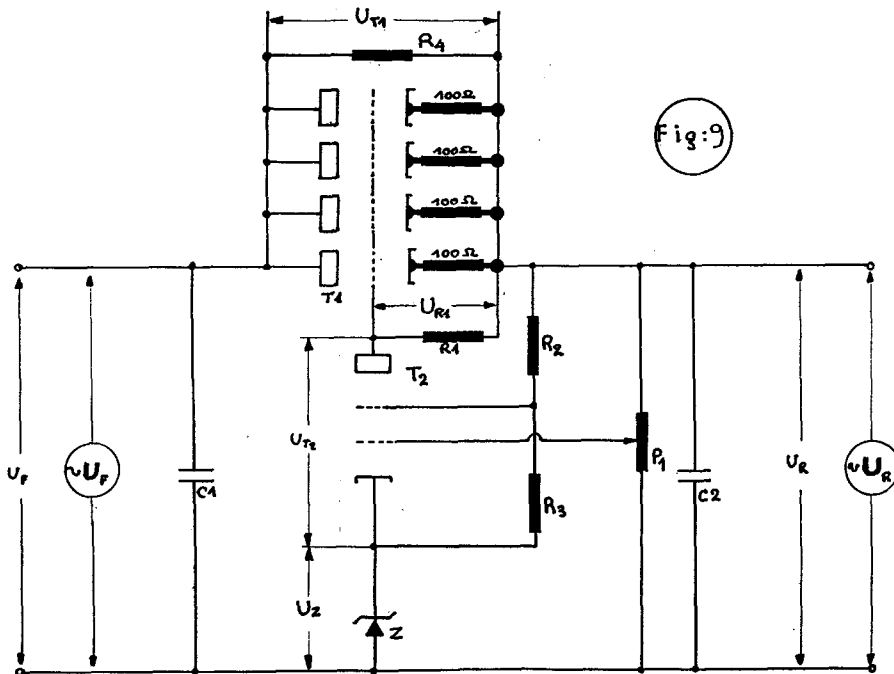 U_T1
R4
100Ω
100Ω
100Ω
100Ω
Fig:9
T1
U_R1
R1
T2
R2
U_T2
U_F
~U_F
C1
P1
C2
U_R
~U_R
R3
U_Z
Z